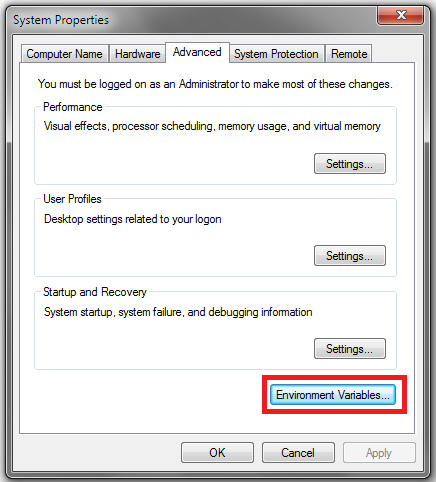 System Properties
Computer Name Hardware Advanced System Protection Remote
You must be logged on as an Administrator to make most of these changes.
Performance
Visual effects, processor scheduling, memory usage, and virtual memory
Settings...
User Profiles
Desktop settings related to your logon
Settings...
Startup and Recovery
System startup, system failure, and debugging information
Settings...
Environment Variables...
OK Cancel Apply